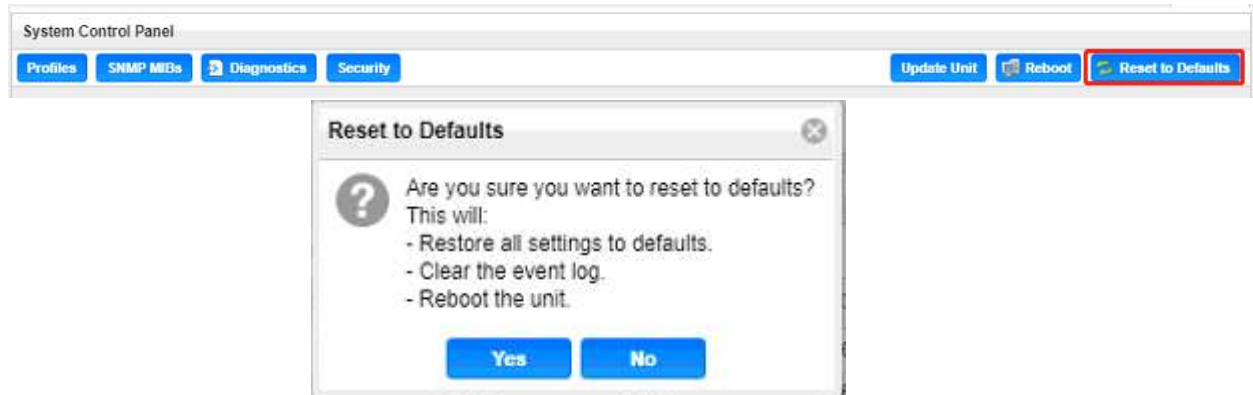 System Control Panel
Profiles SNMP MIBs Diagnostics Security Update Unit Reboot Reset to Defaults
Reset to Defaults
Are you sure you want to reset to defaults?
This will:
- Restore all settings to defaults.
- Clear the event log.
- Reboot the unit.
Yes No